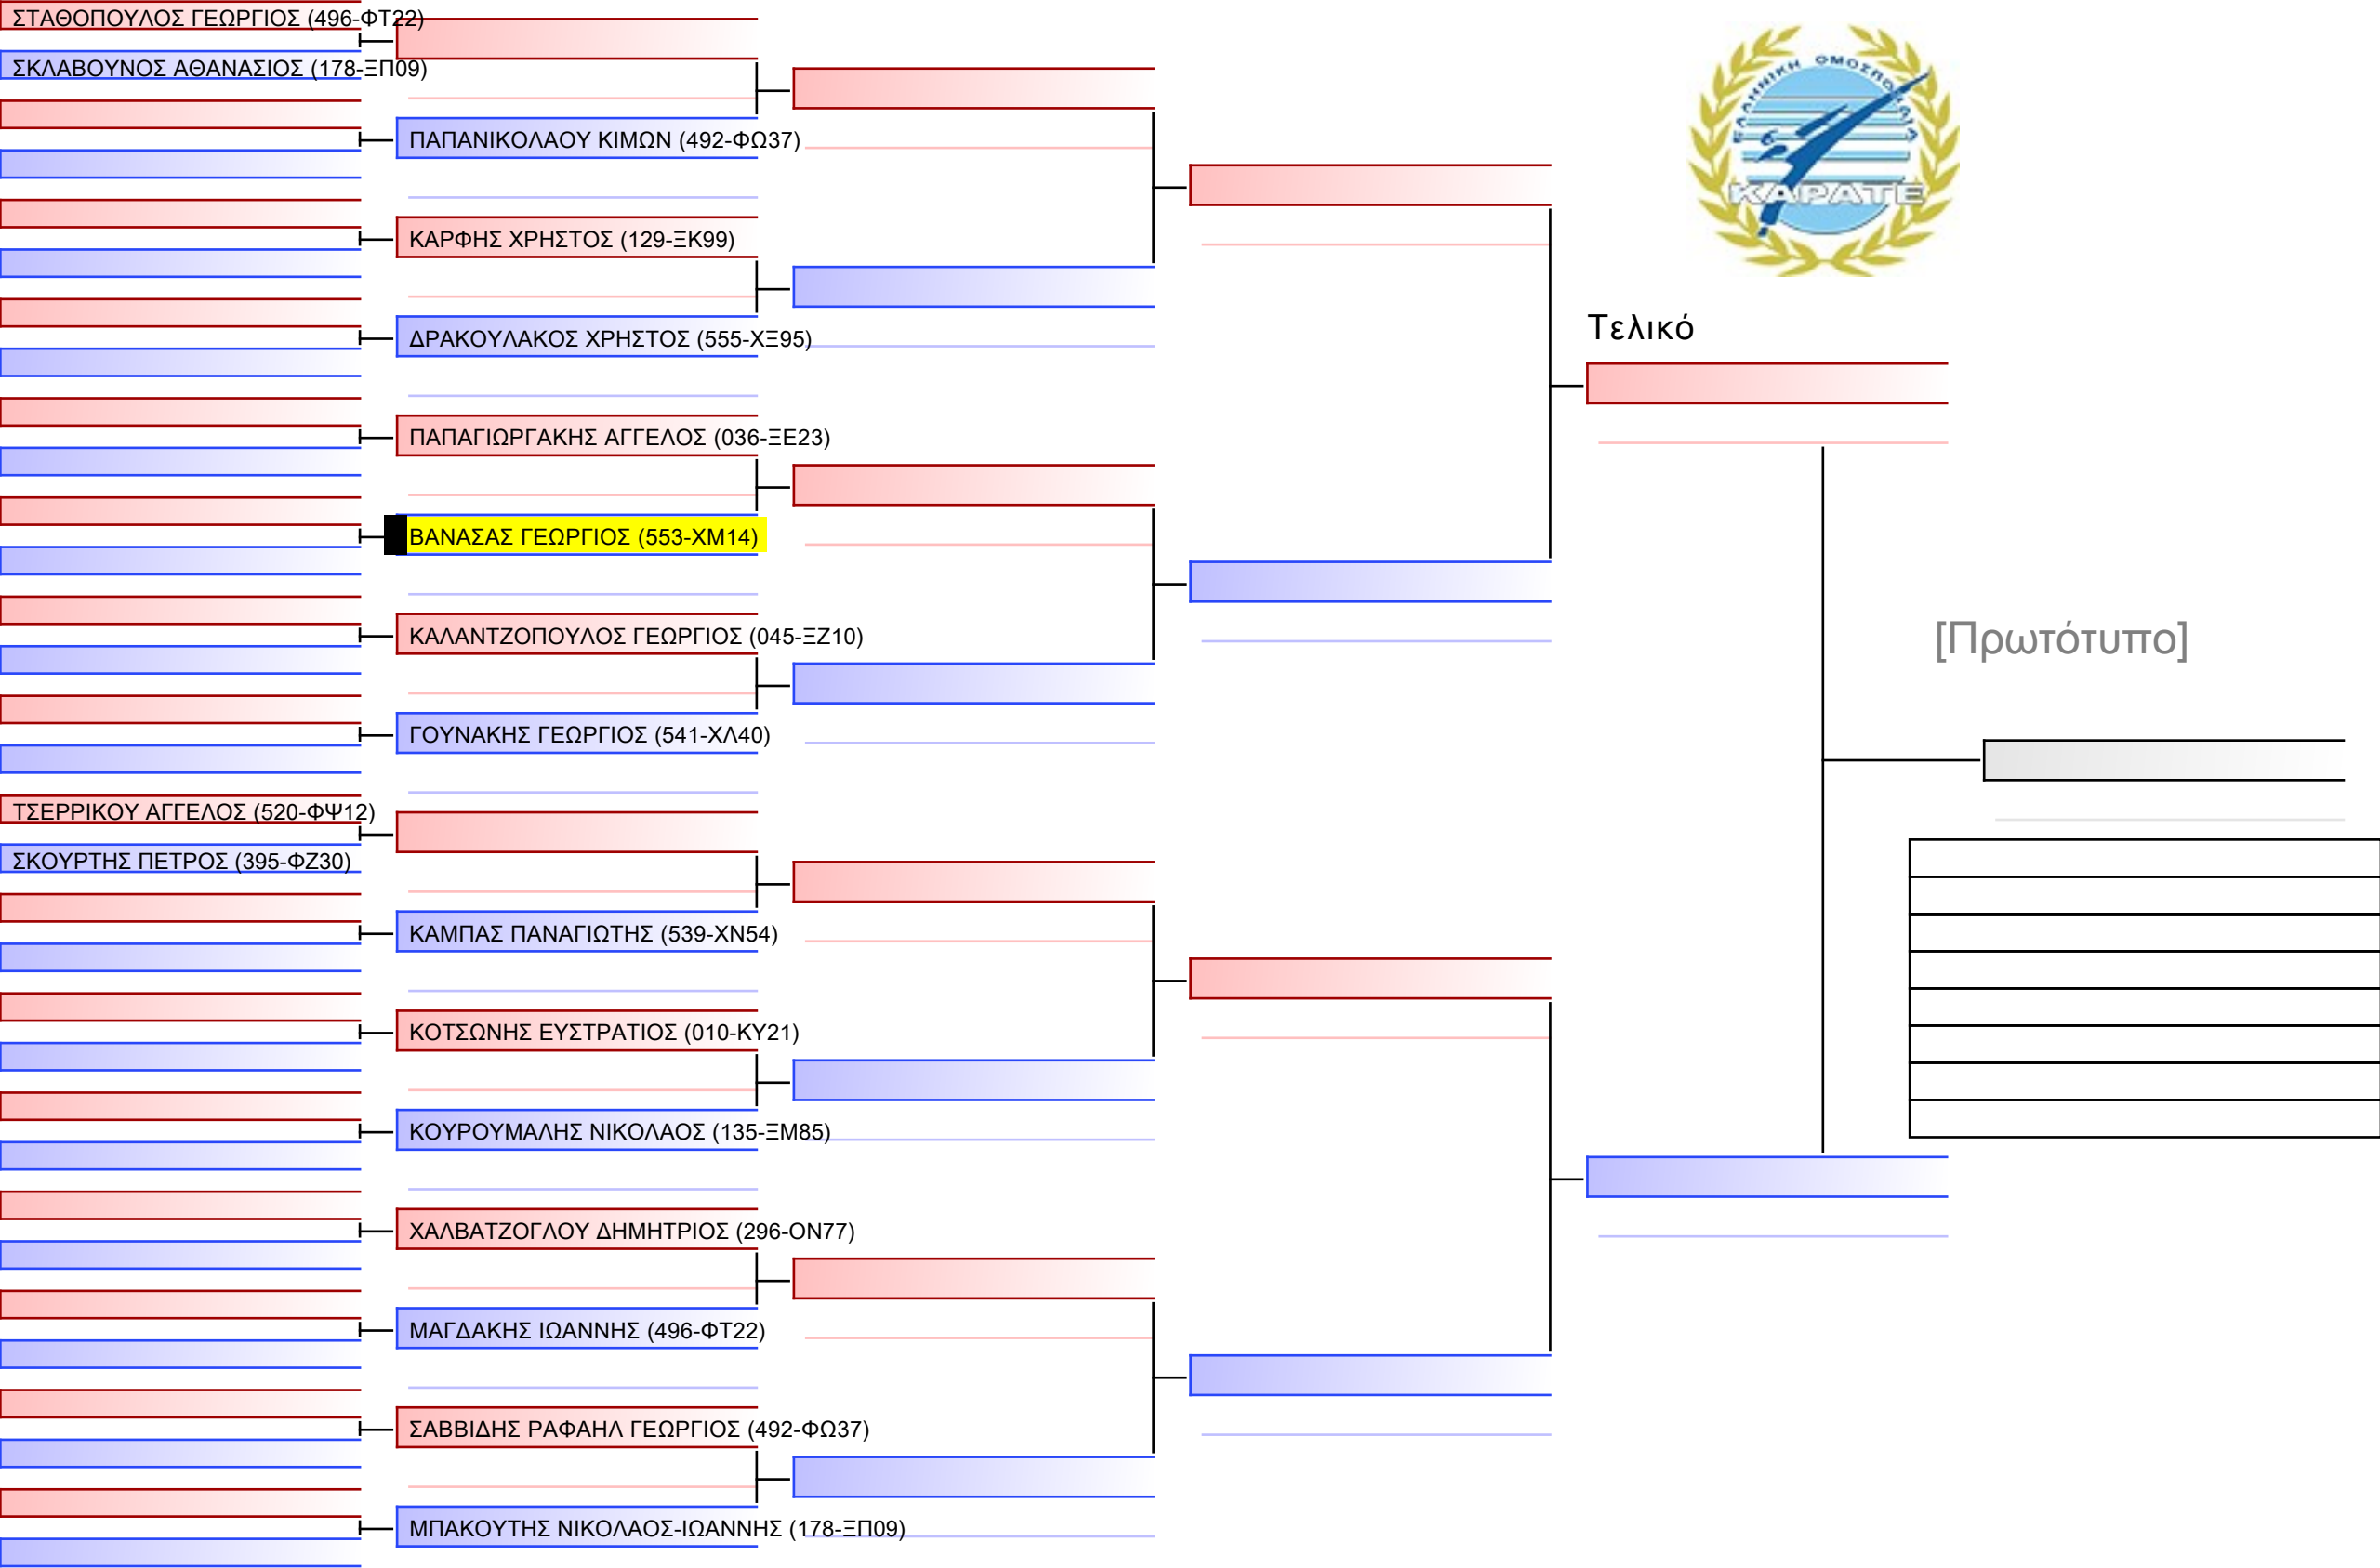 ΣΤΑΘΟΠΟΥΛΟΣ ΓΕΩΡΓΙΟΣ (496-ΦΤ22)
ΣΚΛΑΒΟΥΝΟΣ ΑΘΑΝΑΣΙΟΣ (178-ΞΠ09)
ΠΑΠΑΝΙΚΟΛΑΟΥ ΚΙΜΩΝ (492-ΦΩ37)
ΚΑΡΦΗΣ ΧΡΗΣΤΟΣ (129-ΞΚ99)
ΔΡΑΚΟΥΛΑΚΟΣ ΧΡΗΣΤΟΣ (555-ΧΞ95)
ΠΑΠΑΓΙΩΡΓΑΚΗΣ ΑΓΓΕΛΟΣ (036-ΞΕ23)
ΒΑΝΑΣΑΣ ΓΕΩΡΓΙΟΣ (553-ΧΜ14)
ΚΑΛΑΝΤΖΟΠΟΥΛΟΣ ΓΕΩΡΓΙΟΣ (045-ΞΖ10)
ΓΟΥΝΑΚΗΣ ΓΕΩΡΓΙΟΣ (541-ΧΛ40)
ΤΣΕΡΡΙΚΟΥ ΑΓΓΕΛΟΣ (520-ΦΨ12)
ΣΚΟΥΡΤΗΣ ΠΕΤΡΟΣ (395-ΦΖ30)
ΚΑΜΠΑΣ ΠΑΝΑΓΙΩΤΗΣ (539-ΧΝ54)
ΚΟΤΣΩΝΗΣ ΕΥΣΤΡΑΤΙΟΣ (010-ΚΥ21)
ΚΟΥΡΟΥΜΑΛΗΣ ΝΙΚΟΛΑΟΣ (135-ΞΜ85)
ΧΑΛΒΑΤΖΟΓΛΟΥ ΔΗΜΗΤΡΙΟΣ (296-ΟΝ77)
ΜΑΓΔΑΚΗΣ ΙΩΑΝΝΗΣ (496-ΦΤ22)
ΣΑΒΒΙΔΗΣ ΡΑΦΑΗΛ ΓΕΩΡΓΙΟΣ (492-ΦΩ37)
ΜΠΑΚΟΥΤΗΣ ΝΙΚΟΛΑΟΣ-ΙΩΑΝΝΗΣ (178-ΞΠ09)
ΕΛΛΗΝΙΚΗ ΟΜΟΣΠΟΝΔΙΑ
ΚΑΡΑΤΕ
Τελικό
[Πρωτότυπο]